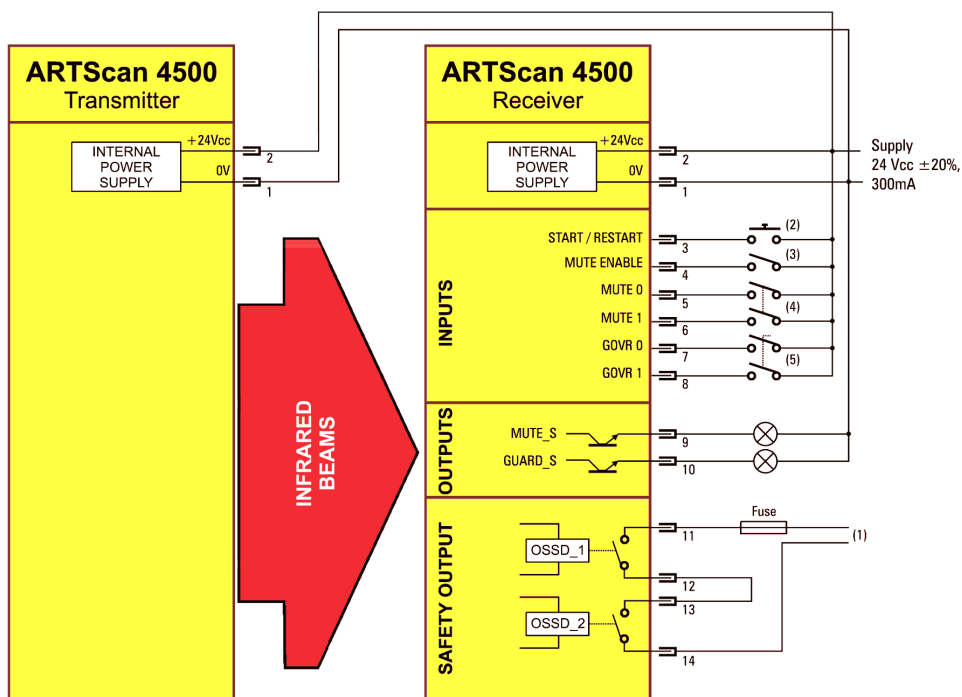 ARTScan 4500
Transmitter
+24Vcc
INTERNAL
POWER
SUPPLY
0V
2
1
INFRARED
BEAMS
ARTScan 4500
Receiver
+24Vcc
INTERNAL
POWER
SUPPLY
0V
2
1
Supply
24 Vcc ±20%,
300mA
INPUTS
START / RESTART
3
(2)
MUTE ENABLE
4
(3)
MUTE 0
5
(4)
MUTE 1
6
GOVR 0
7
(5)
GOVR 1
8
OUTPUTS
MUTE_S
9
GUARD_S
10
SAFETY OUTPUT
OSSD_1
11
Fuse
(1)
12
13
OSSD_2
14